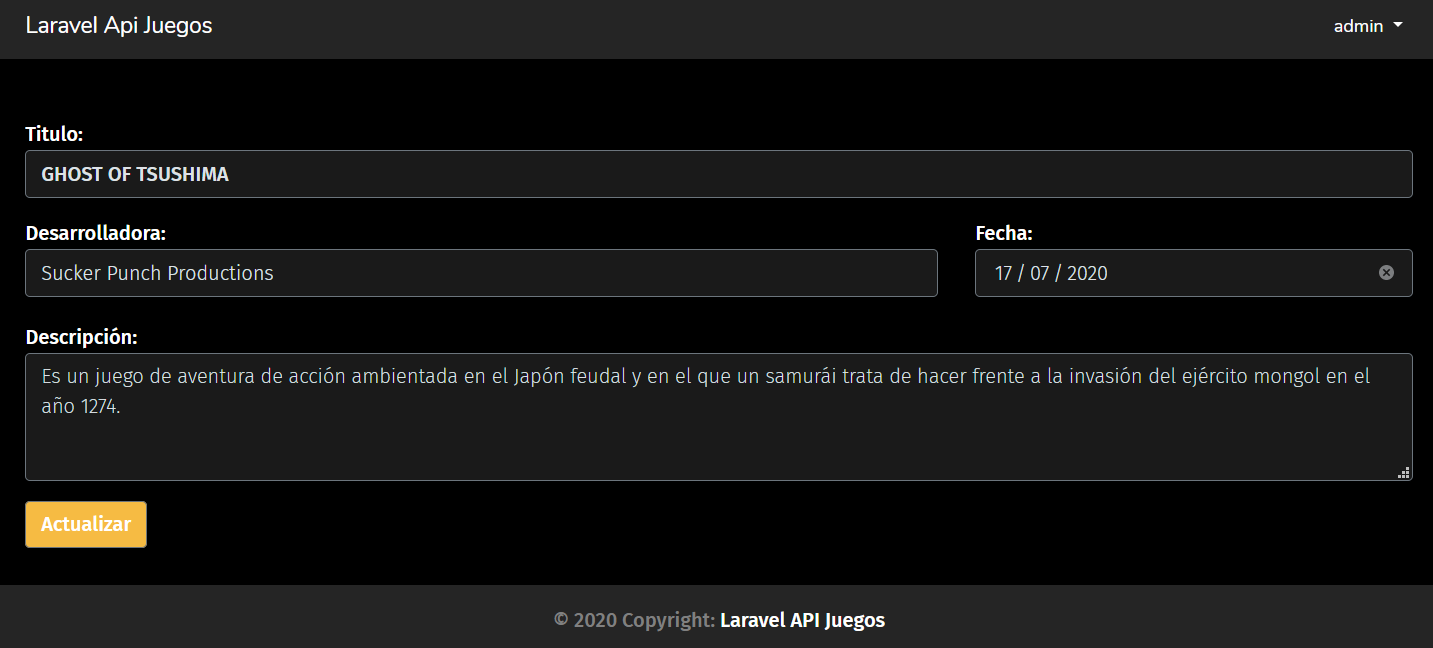 Laravel Api Juegos
admin
Titulo:
GHOST OF TSUSHIMA
Desarrolladora:
Fecha:
Sucker Punch Productions
17 / 07 / 2020
Descripción:
Es un juego de aventura de acción ambientada en el Japón feudal y en el que un samurái trata de hacer frente a la invasión del ejército mongol en el
año 1274.
Actualizar
© 2020 Copyright: Laravel API Juegos